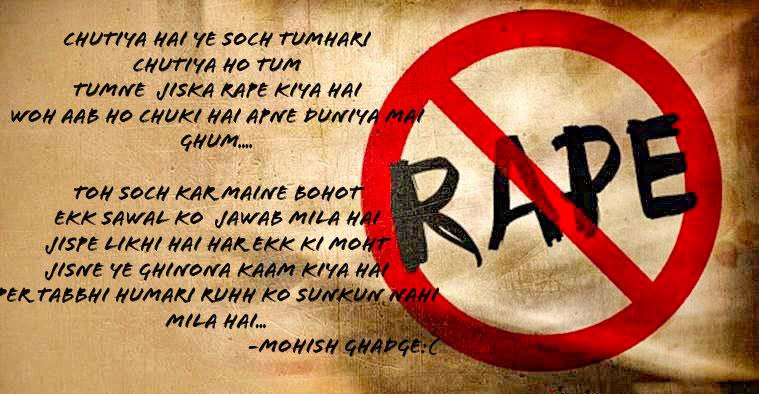 CHUTIYA HAI YE SOCH TUMHARI
CHUTIYA HO TUM
TUMNE JISKA RAPE KIYA HAI
WOH AAB HO CHUKI HAI APNE DUNIYA MAI
GHUM....
TOH SOCH KAR MAINE BOHOT
EKK SAWAL KO JAWAB MILA HAI
JISPE LIKHI HAI HAR EKK KI MOHT
JISNE YE GHINONA KAAM KIYA HAI
PER TABBHI HUMARI RUHH KO SUNKUN NAHI
MILA HAI...
-MOHISH GHADGE:(
RAPE